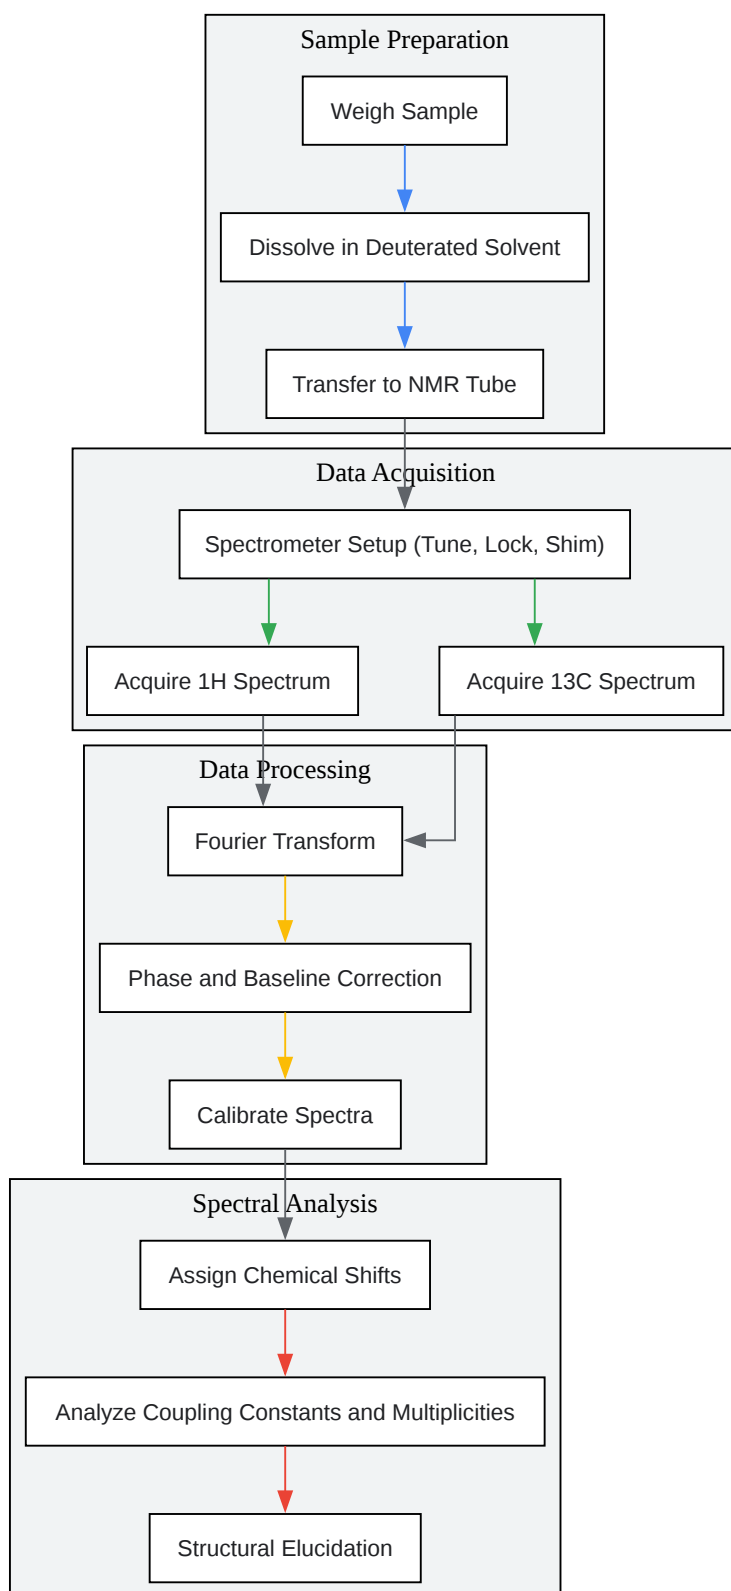 Sample Preparation
Weigh Sample
Dissolve in Deuterated Solvent
Transfer to NMR Tube
Data Acquisition
Spectrometer Setup (Tune, Lock, Shim)
Acquire 1H Spectrum
Acquire 13C Spectrum
Data Processing
Fourier Transform
Phase and Baseline Correction
Calibrate Spectra
Spectral Analysis
Assign Chemical Shifts
Analyze Coupling Constants and Multiplicities
Structural Elucidation